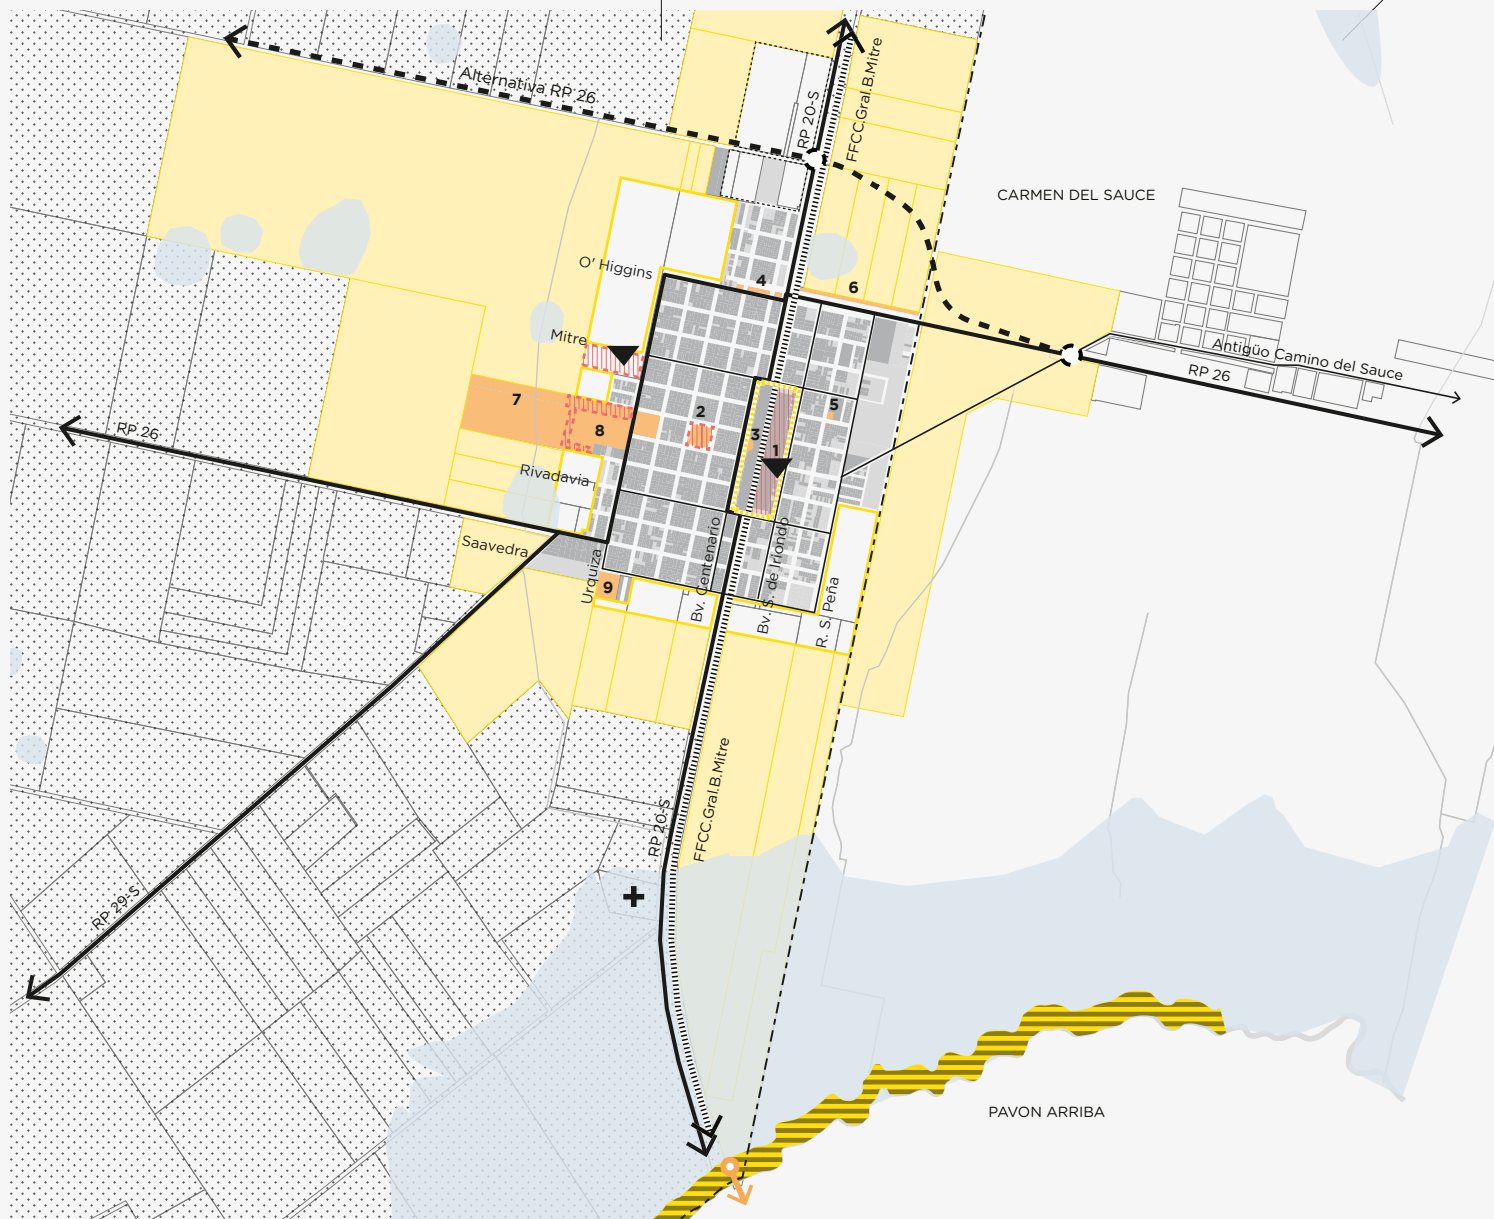 Alternativa RP 26
RP 20-S
FFCC.Gral.B.Mitre
CARMEN DEL SAUCE
O' Higgins
4
6
Mitre
Antigüo Camino del Sauce
RP 26
7
2
5
8
3
1
RP 26
Rivadavia
Saavedra
Urquiza
9
Bv. Centenario
Bv. S. de Iriondo
R. S. Peña
FFCC.Gral.B.Mitre
RP 20-S
RP 29-S
PAVON ARRIBA